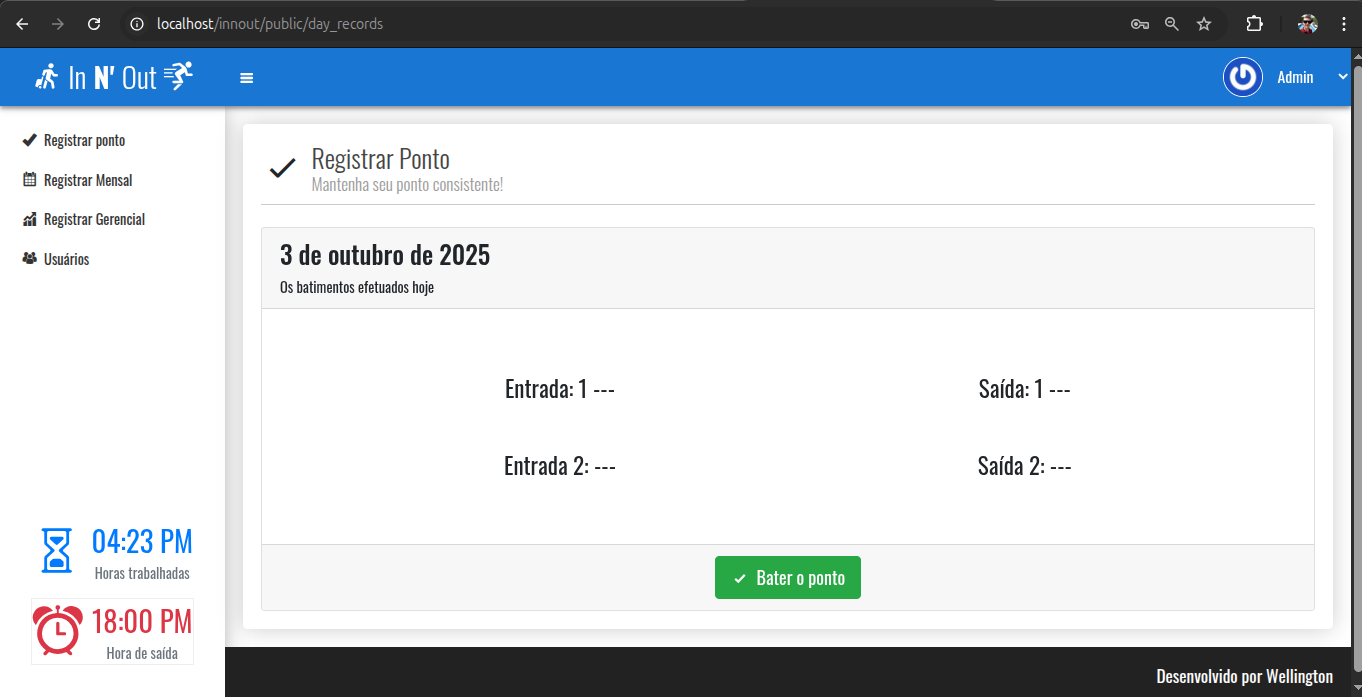 localhost/innout/public/day_records
In N' Out
Admin
Registrar ponto
Registrar Mensal
Registrar Gerencial
Usuários
04:23 PM
Horas trabalhadas
18:00 PM
Hora de saída
Registrar Ponto
Mantenha seu ponto consistente!
3 de outubro de 2025
Os batimentos efetuados hoje
Entrada: 1 --- Saída: 1 ---
Entrada 2: --- Saída 2: ---
Bater o ponto
Desenvolvido por Wellington